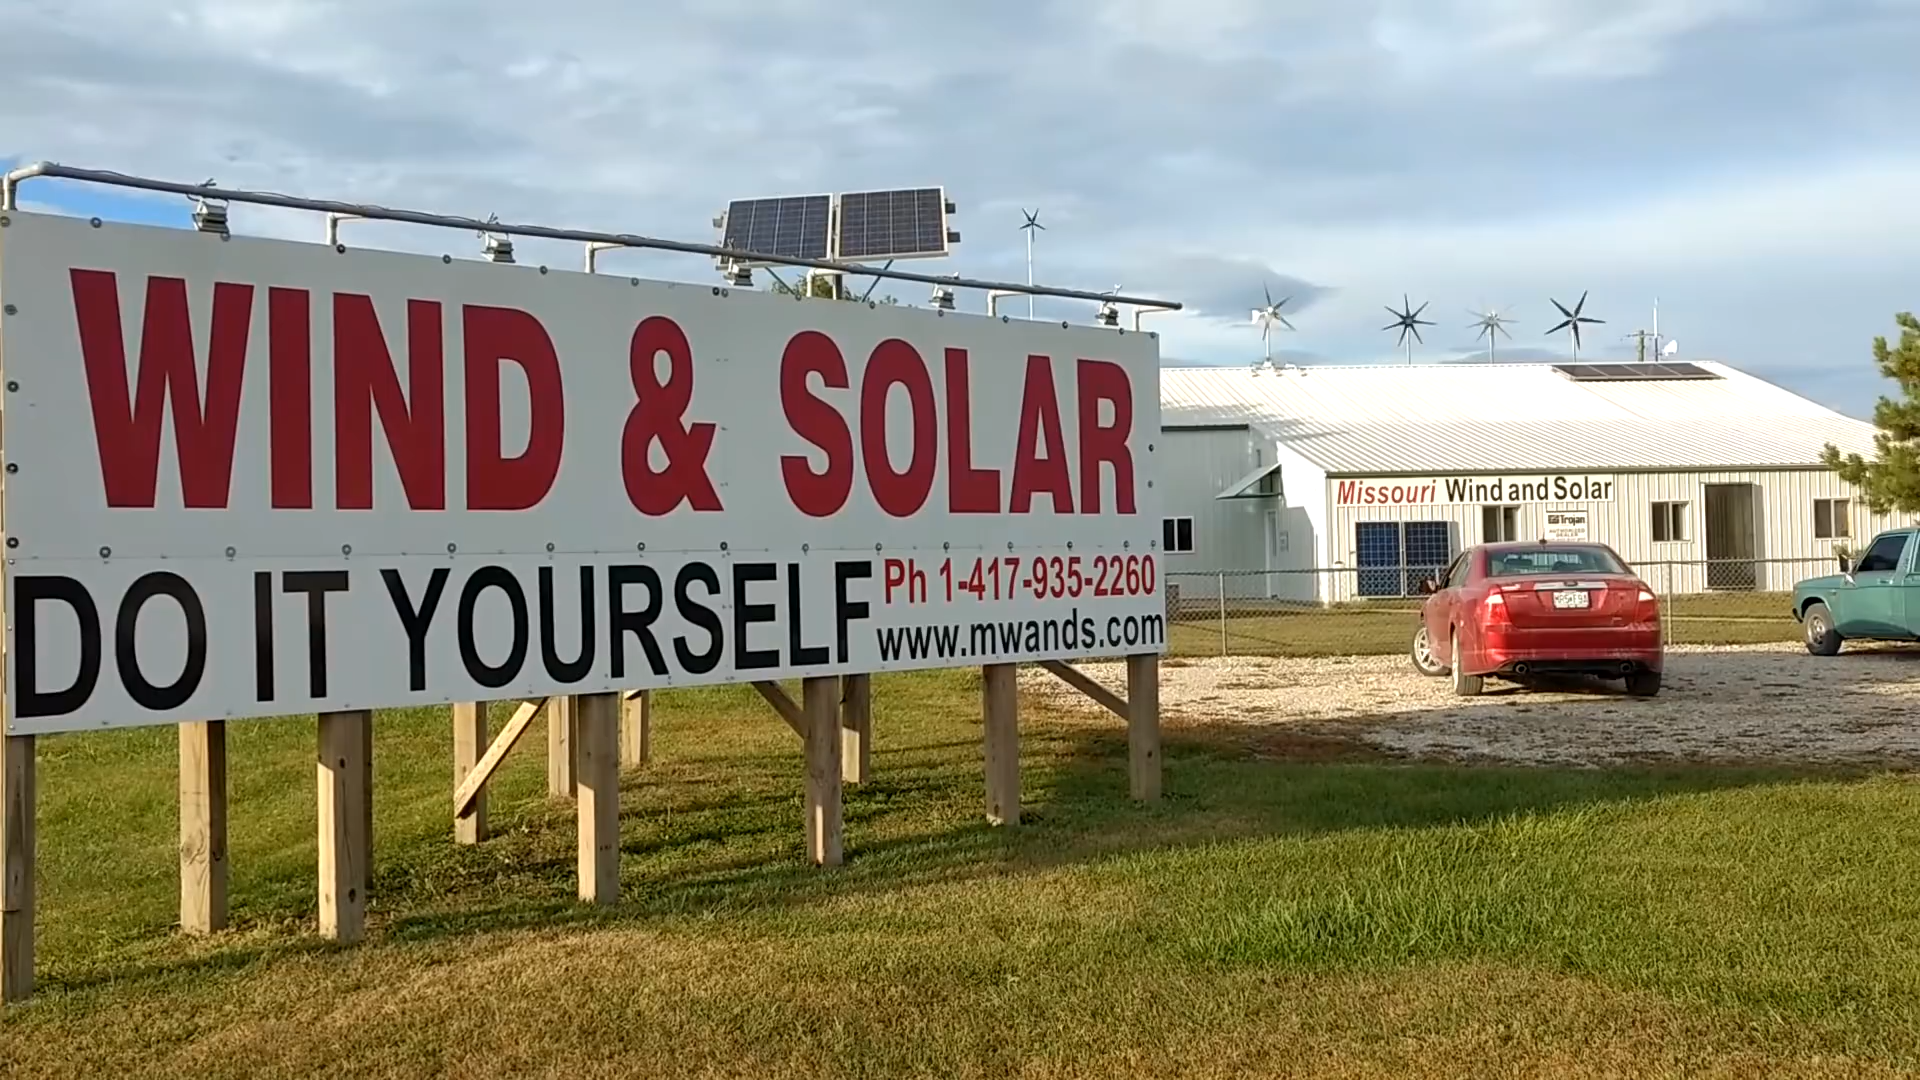 WIND & SOLAR
DO IT YOURSELF
Ph 1-417-935-2260
www.mwands.com
Missouri Wind and Solar
Trojan